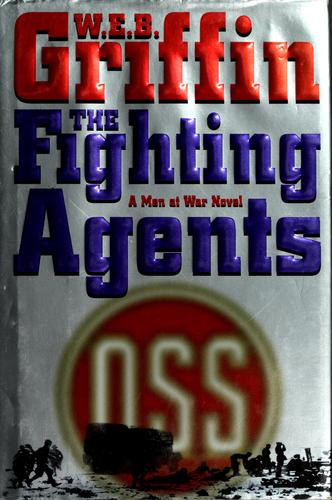 W.E.B.
Griffin
THE
Fighting
A Men at War Novel
Agents
OSS